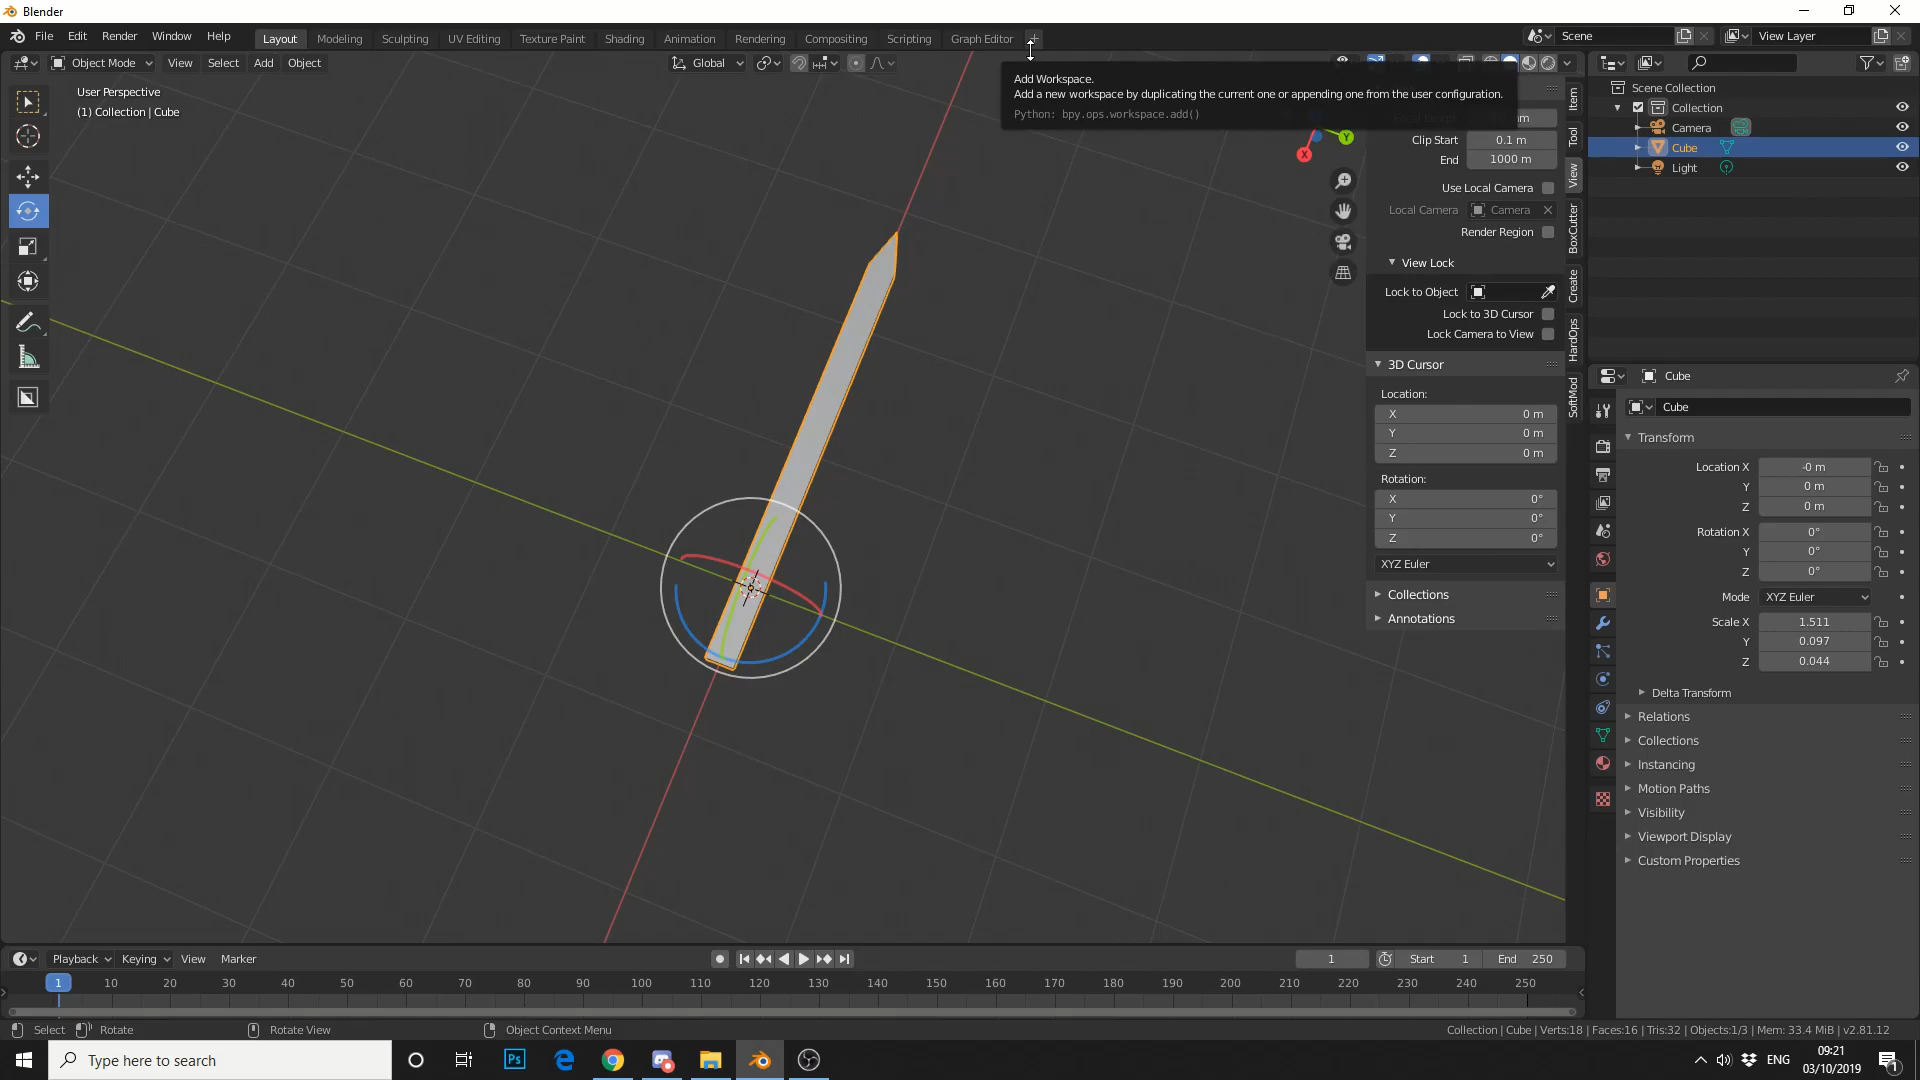 Blender
File Edit Render Window Help
Layout Modeling Sculpting UV Editing Texture Paint Shading Animation Rendering Compositing Scripting Graph Editor +
Scene
View Layer
Object Mode View Select Add Object
Global
User Perspective
(1) Collection | Cube
Add Workspace.
Add a new workspace by duplicating the current one or appending one from the user configuration.
Python: bpy.ops.workspace.add()
Y
X
Clip Start 0.1 m
End 1000 m
Use Local Camera
Local Camera Camera
Render Region
View Lock
Lock to Object
Lock to 3D Cursor
Lock Camera to View
3D Cursor
Location:
X 0 m
Y 0 m
Z 0 m
Rotation:
X 0°
Y 0°
Z 0°
XYZ Euler
Collections
Annotations
Item
Tool
View
BoxCutter
Create
HardOps
SoftMod
Scene Collection
Collection
Camera
Cube
Light
Cube
Cube
Transform
Location X -0 m
Y 0 m
Z 0 m
Rotation X 0°
Y 0°
Z 0°
Mode XYZ Euler
Scale X 1.511
Y 0.097
Z 0.044
Delta Transform
Relations
Collections
Instancing
Motion Paths
Visibility
Viewport Display
Custom Properties
Playback Keying View Marker
1 Start 1 End 250
1 10 20 30 40 50 60 70 80 90 100 110 120 130 140 150 160 170 180 190 200 210 220 230 240 250
Select Rotate Rotate View Object Context Menu
Collection | Cube | Verts:18 | Faces:16 | Tris:32 | Objects:1/3 | Mem: 33.4 MiB | v2.81.12
Type here to search
Ps
ENG
09:21
03/10/2019
1